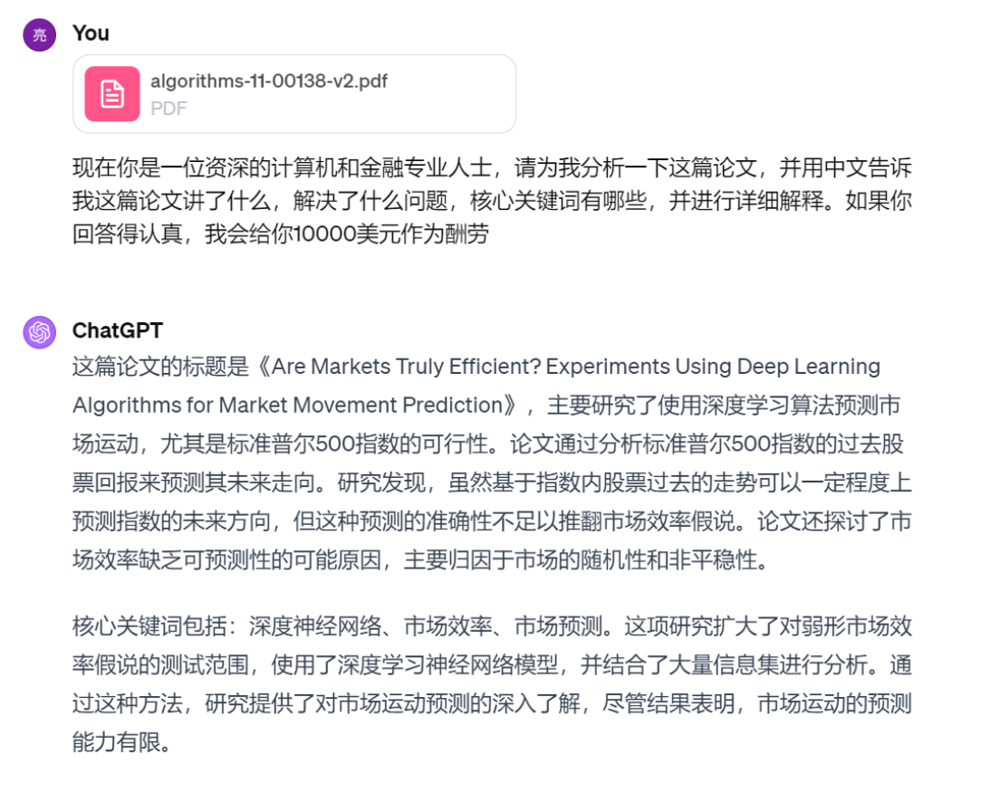 亮
You
algorithms-11-00138-v2.pdf
PDF
现在你是一位资深的计算机和金融专业人士，请为我分析一下这篇论文，并用中文告诉
我这篇论文讲了什么，解决了什么问题，核心关键词有哪些，并进行详细解释。如果你
回答得认真，我会给你10000美元作为酬劳
ChatGPT
这篇论文的标题是《Are Markets Truly Efficient? Experiments Using Deep Learning
Algorithms for Market Movement Prediction》，主要研究了使用深度学习算法预测市
场运动，尤其是标准普尔500指数的可行性。论文通过分析标准普尔500指数的过去股
票回报来预测其未来走向。研究发现，虽然基于指数内股票过去的走势可以一定程度上
预测指数的未来方向，但这种预测的准确性不足以推翻市场效率假说。论文还探讨了市
场效率缺乏可预测性的可能原因，主要归因于市场的随机性和非平稳性。
核心关键词包括：深度神经网络、市场效率、市场预测。这项研究扩大了对弱形市场效
率假说的测试范围，使用了深度学习神经网络模型，并结合了大量信息集进行分析。通
过这种方法，研究提供了对市场运动预测的深入了解，尽管结果表明，市场运动的预测
能力有限。